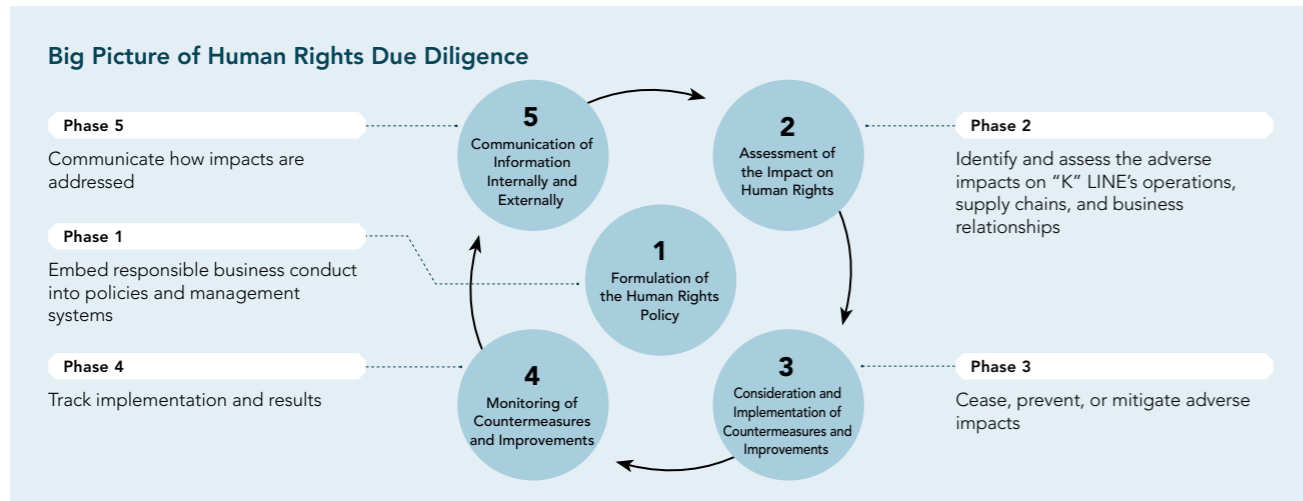 Big Picture of Human Rights Due Diligence
Phase 5
Communicate how impacts are
addressed
Phase 1
Embed responsible business conduct
into policies and management
systems
Phase 4
Track implementation and results
5
Communication of
Information
Internally and
Externally
2
Assessment of
the Impact on
Human Rights
1
Formulation of
the Human Rights
Policy
4
Monitoring of
Countermeasures
and Improvements
3
Consideration and
Implementation of
Countermeasures and
Improvements
Phase 2
Identify and assess the adverse
impacts on “K” LINE’s operations,
supply chains, and business
relationships
Phase 3
Cease, prevent, or mitigate adverse
impacts